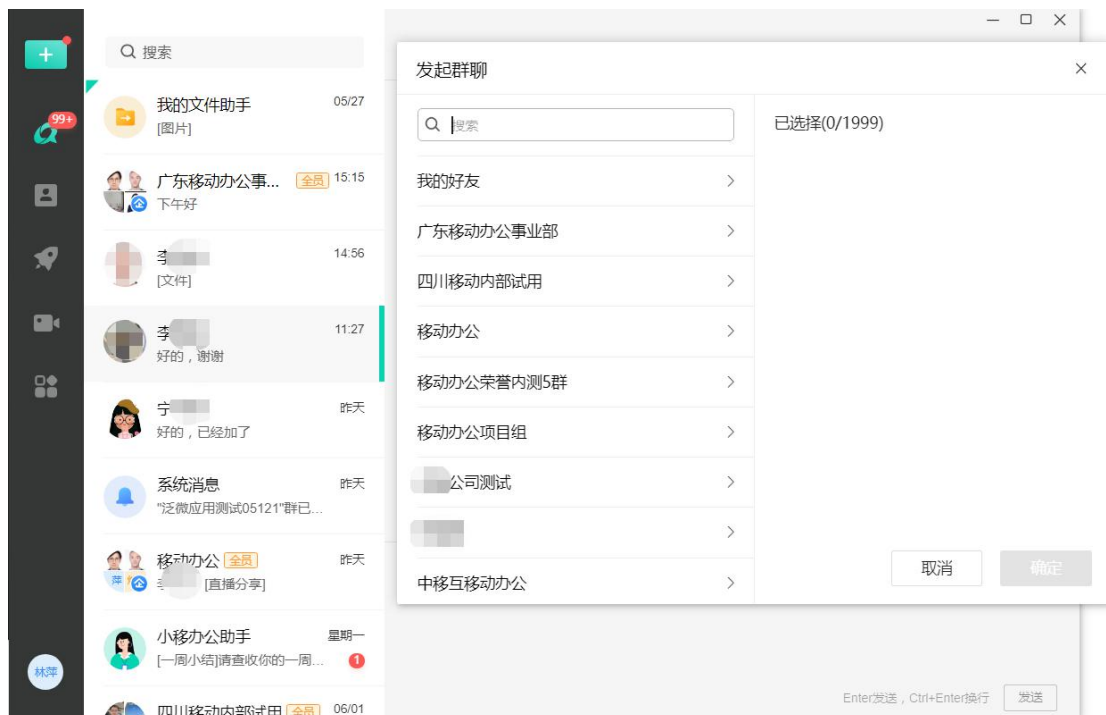 搜索
99+
我的文件助手 05/27
[图片]
广东移动办公事... 全员 15:15
下午好
李 14:56
[文件]
李 11:27
好的，谢谢
宁 昨天
好的，已经加了
系统消息 昨天
"泛微应用测试05121"群已...
移动办公 全员 昨天
[直播分享]
萍
小移办公助手 星期一
[一周小结]请查收你的一周... 1
四川移动内部试用 全员 06/01
林萍
发起群聊
搜索
我的好友
广东移动办公事业部
四川移动内部试用
移动办公
移动办公荣誉内测5群
移动办公项目组
公司测试
中移互移动办公
已选择(0/1999)
取消
确定
Enter发送，Ctrl+Enter换行
发送